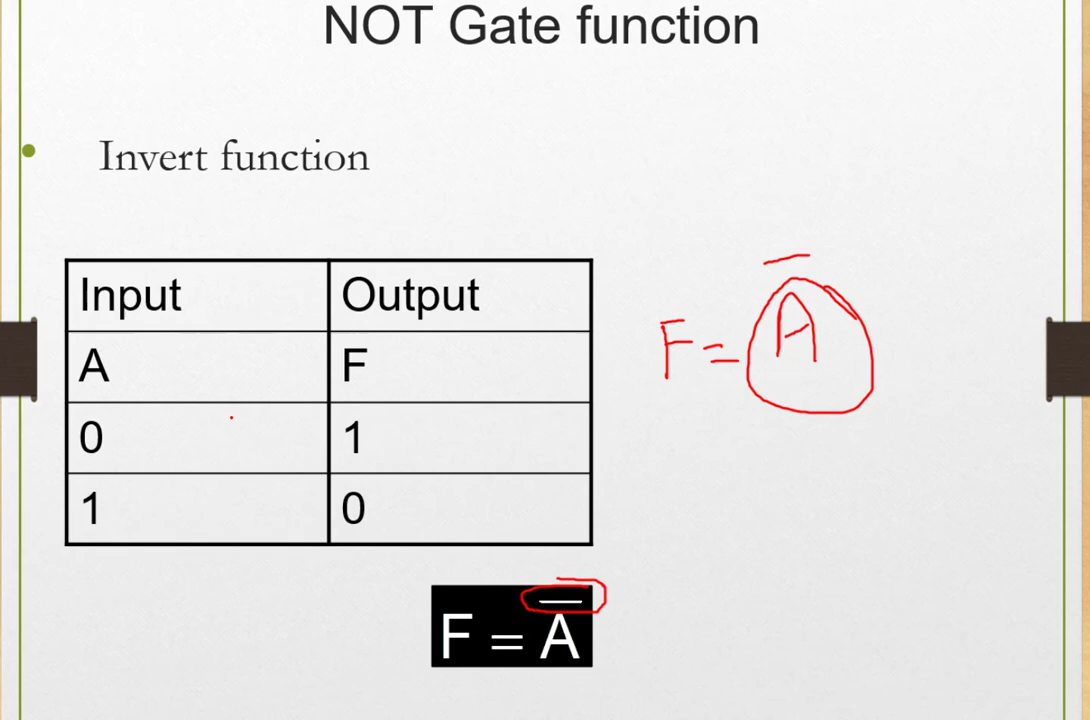 NOT Gate function
• Invert function
Input Output
A F
0 1
1 0
F = A̅
F = A̅